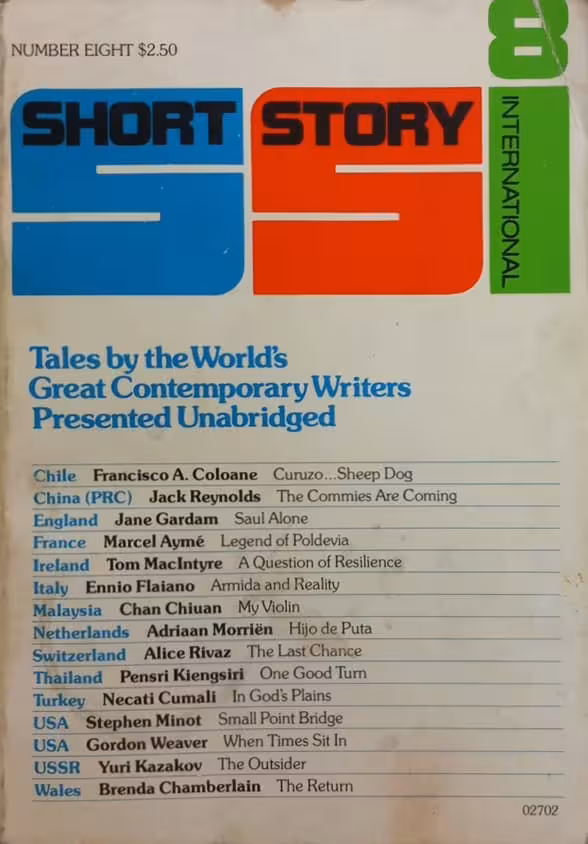 NUMBER EIGHT $2.50
8
SHORT STORY
INTERNATIONAL
Tales by the World's
Great Contemporary Writers
Presented Unabridged
Chile Francisco A. Coloane Curuzo...Sheep Dog
China (PRC) Jack Reynolds The Commies Are Coming
England Jane Gardam Saul Alone
France Marcel Aymé Legend of Poldevia
Ireland Tom MacIntyre A Question of Resilience
Italy Ennio Flaiano Armida and Reality
Malaysia Chan Chiuan My Violin
Netherlands Adriaan Morriën Hijo de Puta
Switzerland Alice Rivaz The Last Chance
Thailand Pensri Kiengsiri One Good Turn
Turkey Necati Cumali In God's Plains
USA Stephen Minot Small Point Bridge
USA Gordon Weaver When Times Sit In
USSR Yuri Kazakov The Outsider
Wales Brenda Chamberlain The Return
02702